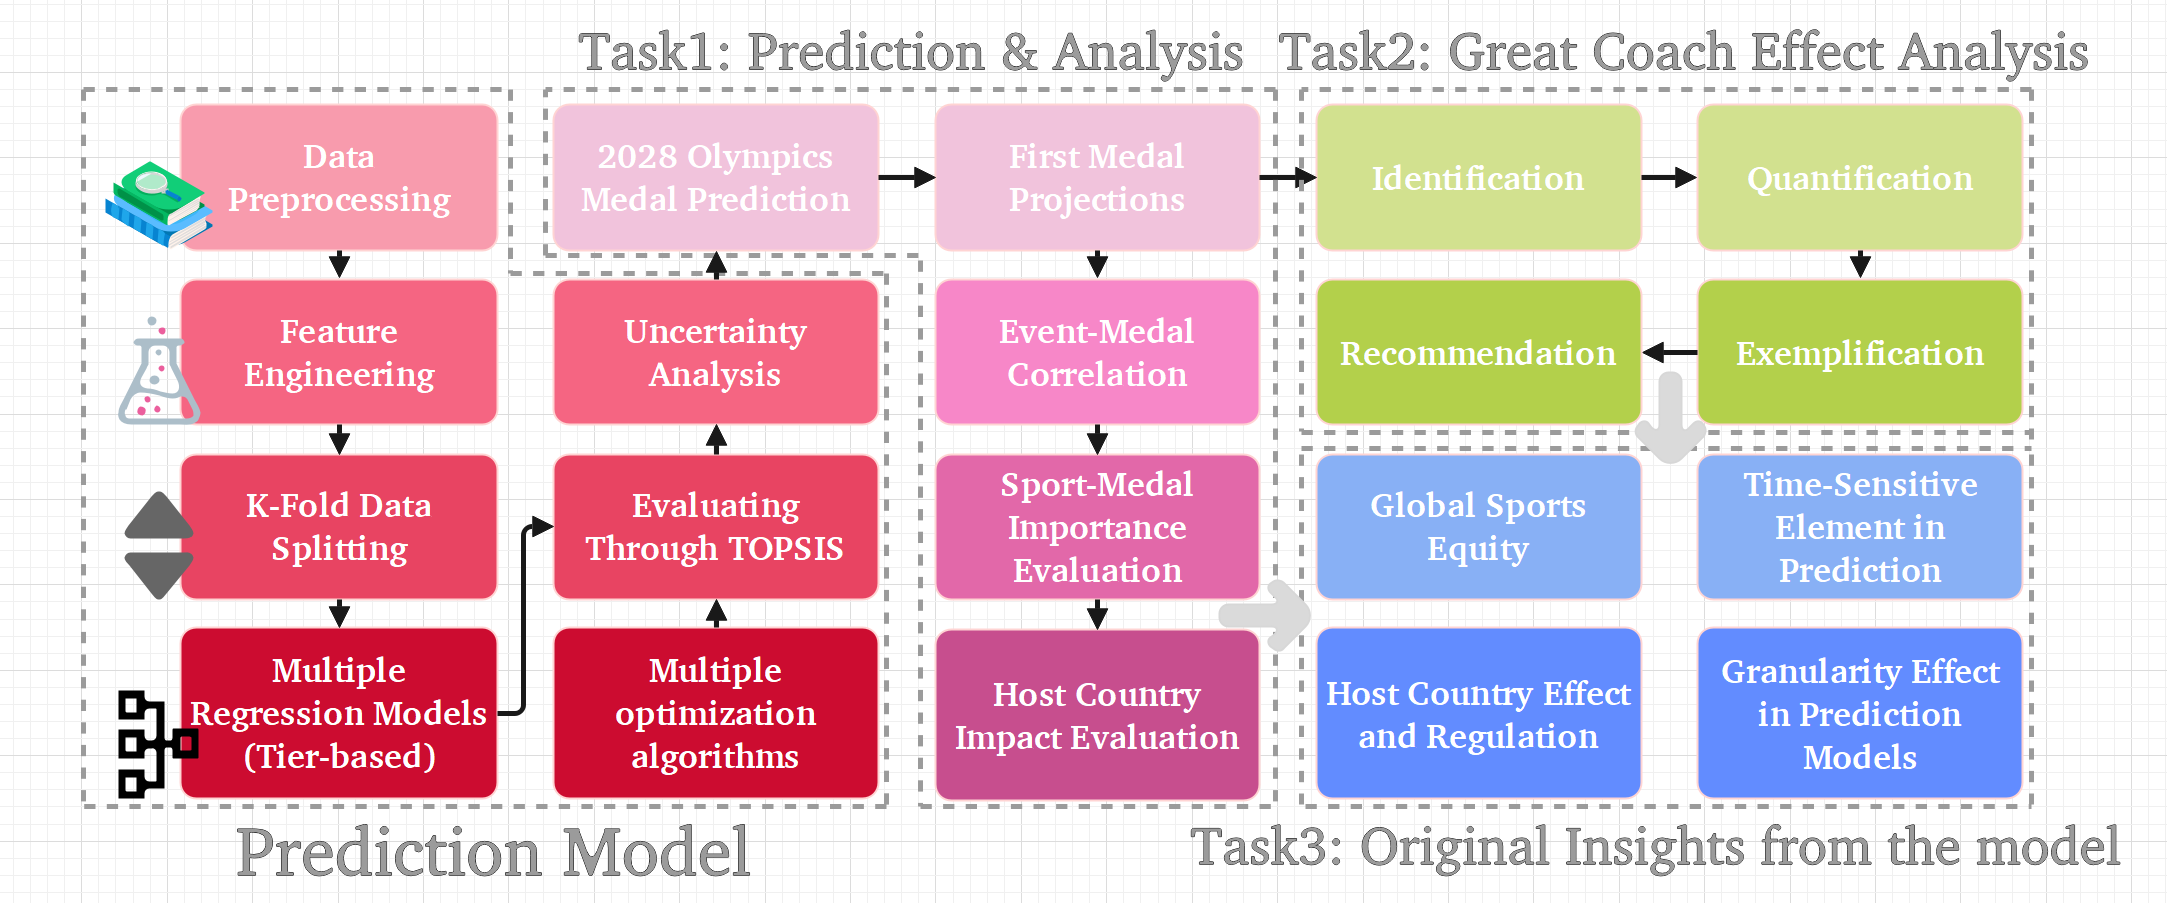 Task1: Prediction & Analysis
Task2: Great Coach Effect Analysis
Data
Preprocessing
Feature
Engineering
K-Fold Data
Splitting
Multiple
Regression Models
(Tier-based)
Multiple
optimization
algorithms
Evaluating
Through TOPSIS
Uncertainty
Analysis
Prediction Model
2028 Olympics
Medal Prediction
First Medal
Projections
Event-Medal
Correlation
Sport-Medal
Importance
Evaluation
Host Country
Impact Evaluation
Identification
Quantification
Exemplification
Recommendation
Global Sports
Equity
Time-Sensitive
Element in
Prediction
Host Country Effect
and Regulation
Granularity Effect
in Prediction
Models
Task3: Original Insights from the model